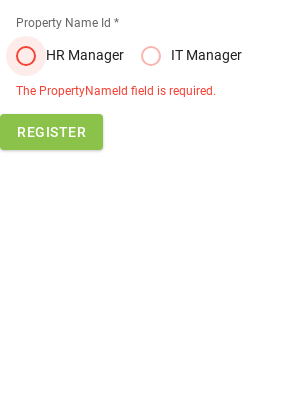 Property Name Id *
HR Manager IT Manager
The PropertyNameId field is required.
REGISTER